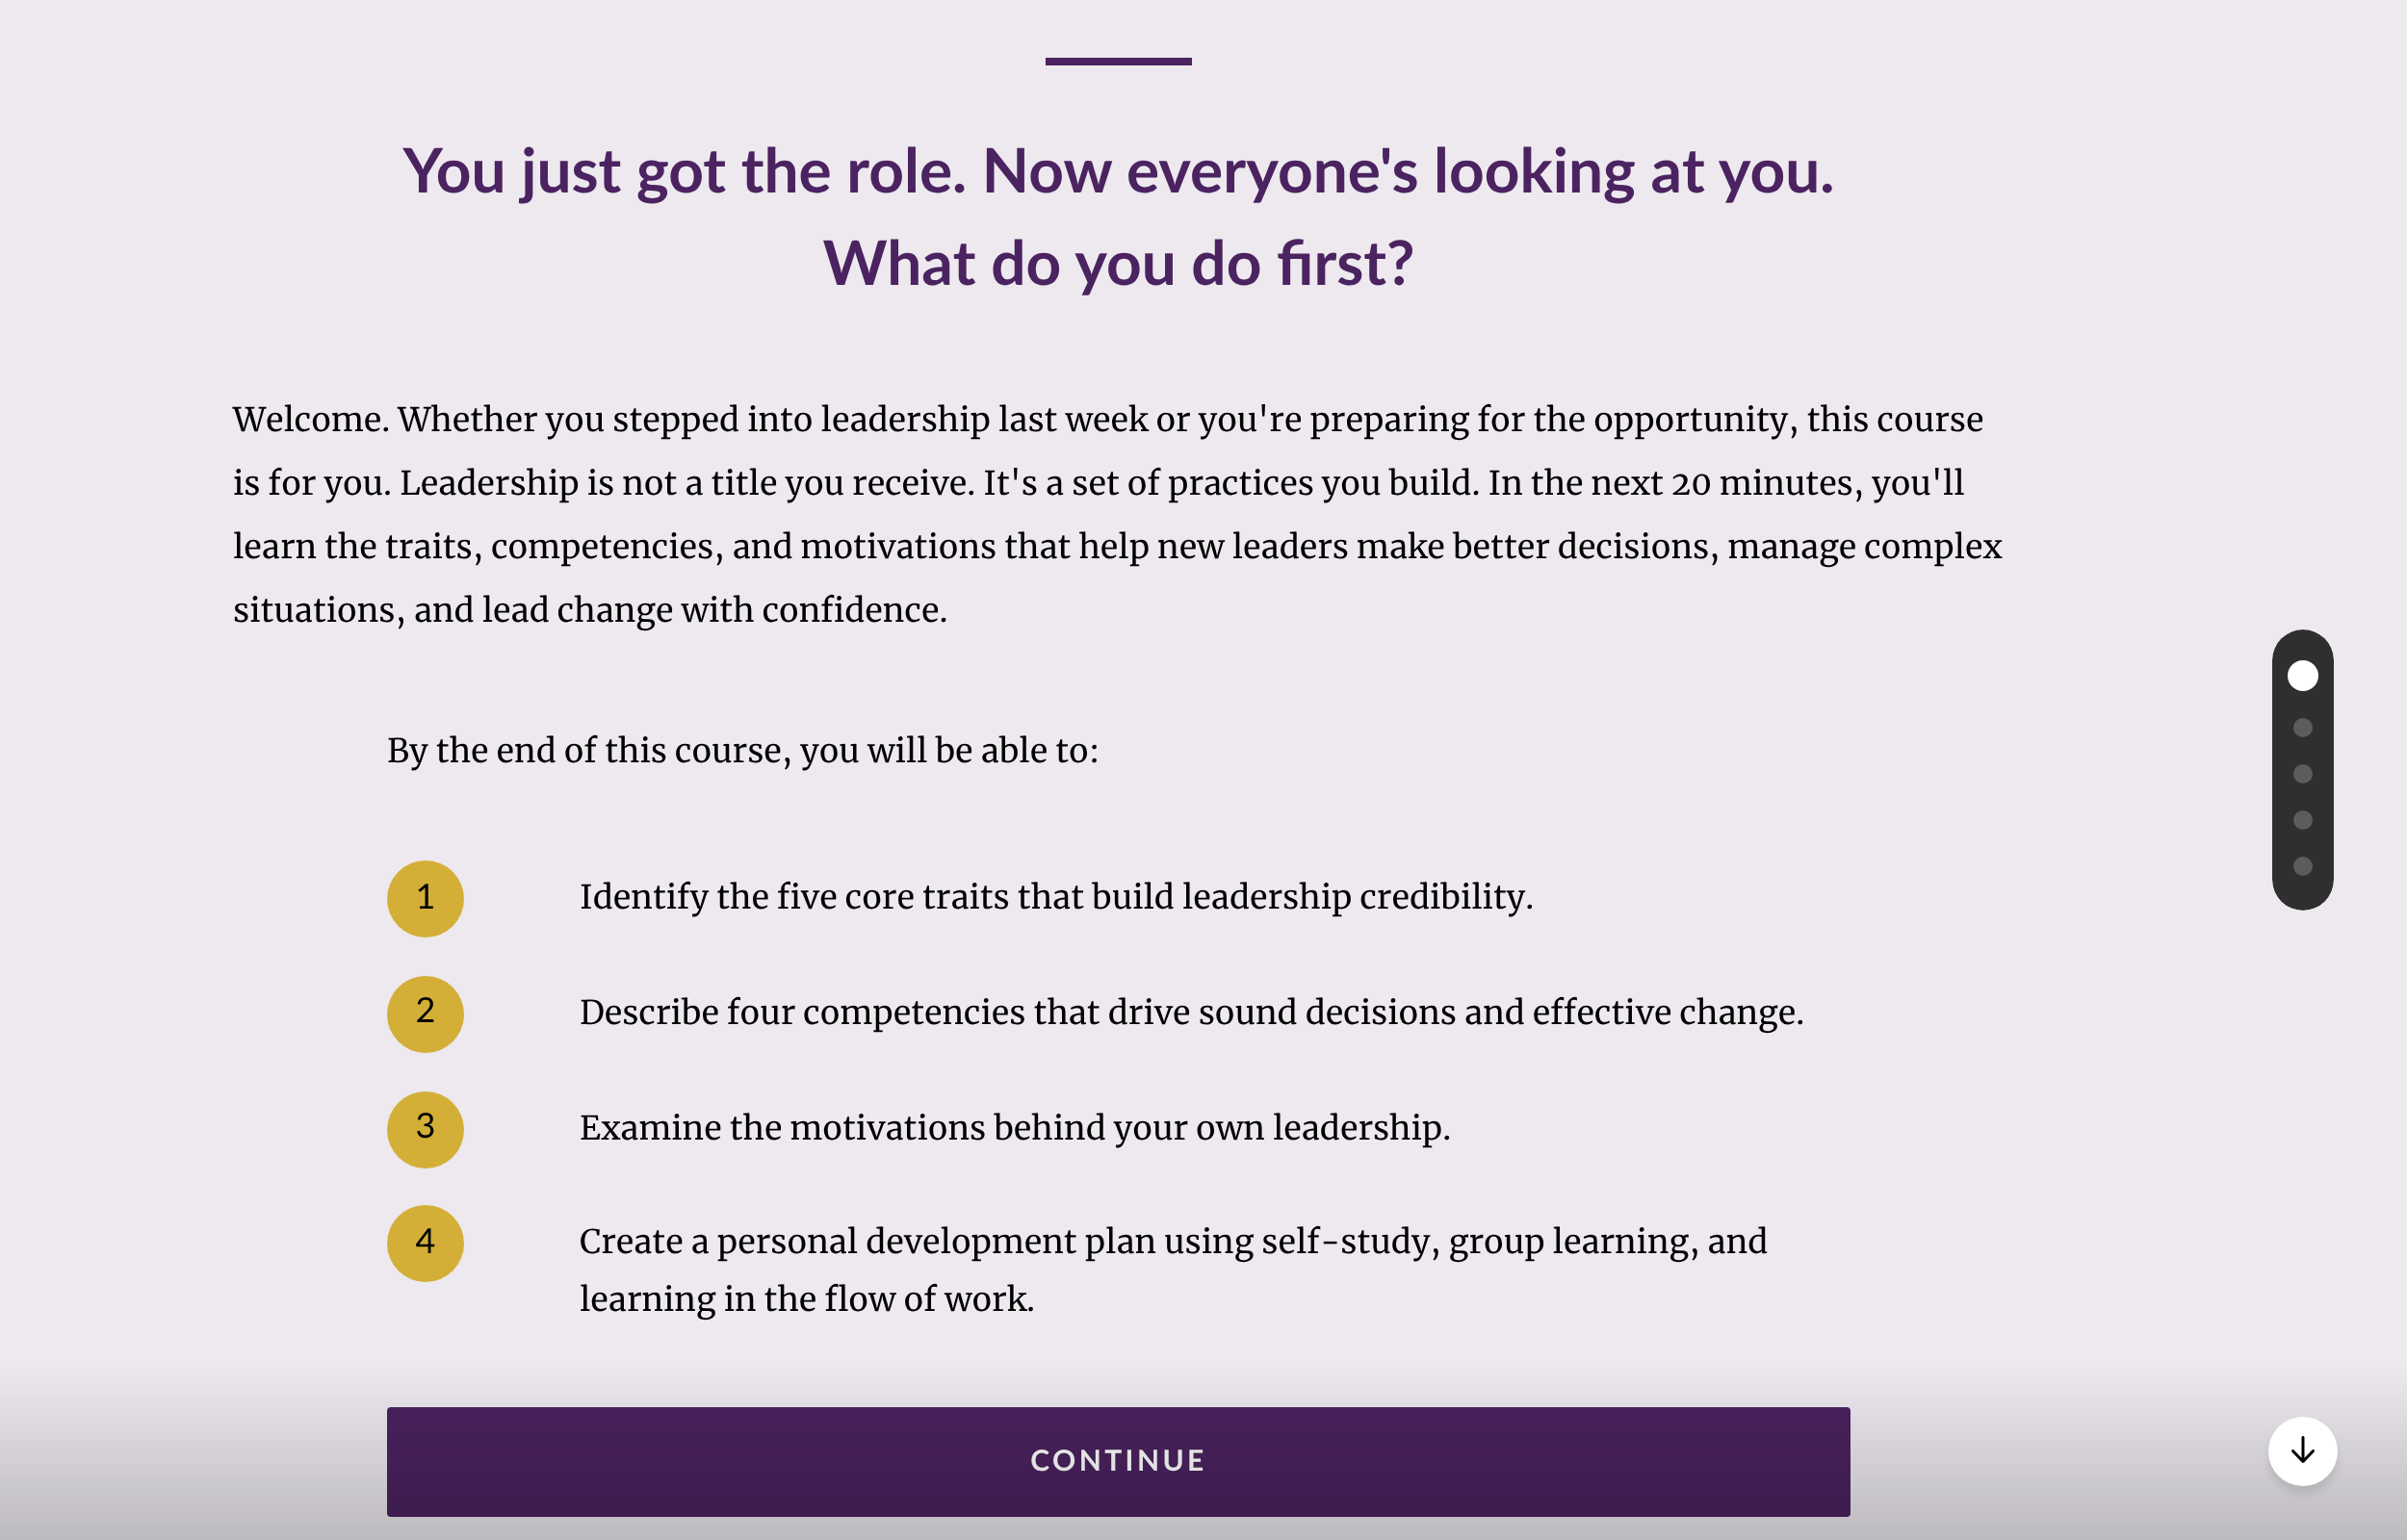 You just got the role. Now everyone's looking at you.
What do you do first?
Welcome. Whether you stepped into leadership last week or you're preparing for the opportunity, this course
is for you. Leadership is not a title you receive. It's a set of practices you build. In the next 20 minutes, you'll
learn the traits, competencies, and motivations that help new leaders make better decisions, manage complex
situations, and lead change with confidence.
By the end of this course, you will be able to:
1 Identify the five core traits that build leadership credibility.
2 Describe four competencies that drive sound decisions and effective change.
3 Examine the motivations behind your own leadership.
4 Create a personal development plan using self-study, group learning, and
learning in the flow of work.
CONTINUE